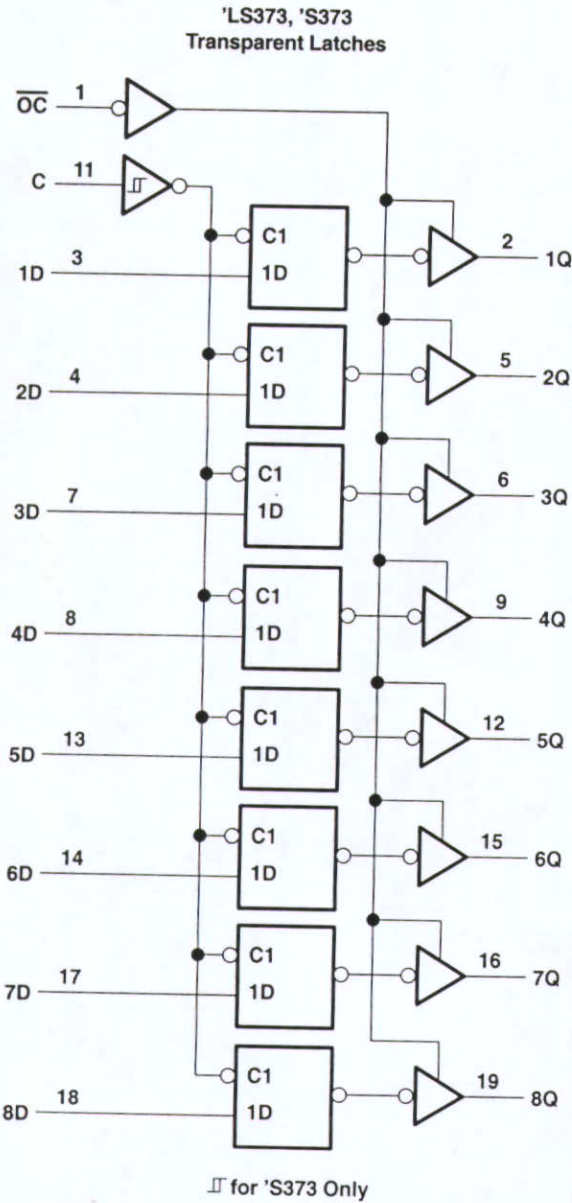 'LS373, 'S373
Transparent Latches
OC 1
C 11
C1
1D 3 1D 2 1Q
C1
2D 4 1D 5 2Q
C1
3D 7 1D 6 3Q
C1
4D 8 1D 9 4Q
C1
5D 13 1D 12 5Q
C1
6D 14 1D 15 6Q
C1
7D 17 1D 16 7Q
C1
8D 18 1D 19 8Q
for 'S373 Only